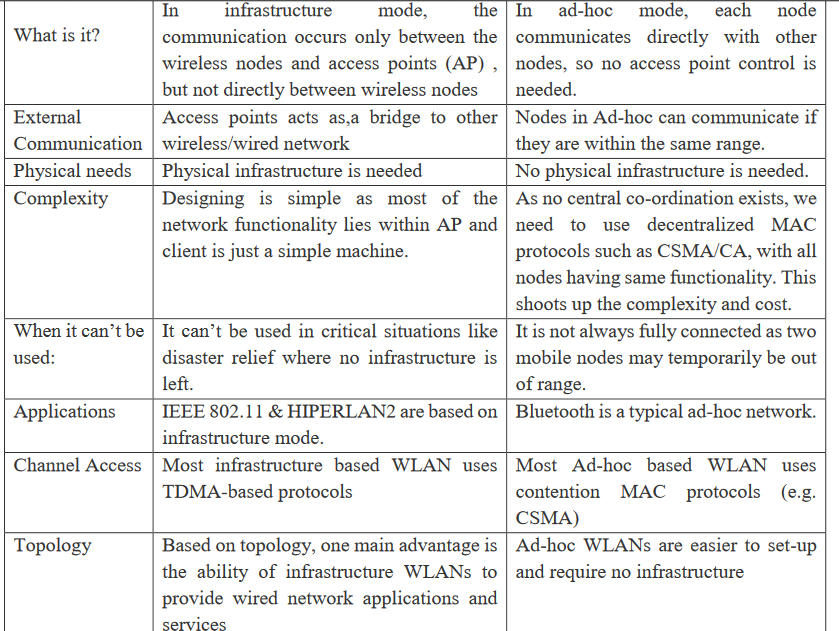 What is it?
In infrastructure mode, the
communication occurs only between the
wireless nodes and access points (AP) ,
but not directly between wireless nodes
In ad-hoc mode, each node
communicates directly with other
nodes, so no access point control is
needed.
External
Communication
Access points acts as,a bridge to other
wireless/wired network
Nodes in Ad-hoc can communicate if
they are within the same range.
Physical needs
Physical infrastructure is needed
No physical infrastructure is needed.
Complexity
Designing is simple as most of the
network functionality lies within AP and
client is just a simple machine.
As no central co-ordination exists, we
need to use decentralized MAC
protocols such as CSMA/CA, with all
nodes having same functionality. This
shoots up the complexity and cost.
When it can’t be
used:
It can’t be used in critical situations like
disaster relief where no infrastructure is
left.
It is not always fully connected as two
mobile nodes may temporarily be out
of range.
Applications
IEEE 802.11 & HIPERLAN2 are based on
infrastructure mode.
Bluetooth is a typical ad-hoc network.
Channel Access
Most infrastructure based WLAN uses
TDMA-based protocols
Most Ad-hoc based WLAN uses
contention MAC protocols (e.g.
CSMA)
Topology
Based on topology, one main advantage is
the ability of infrastructure WLANs to
provide wired network applications and
services
Ad-hoc WLANs are easier to set-up
and require no infrastructure